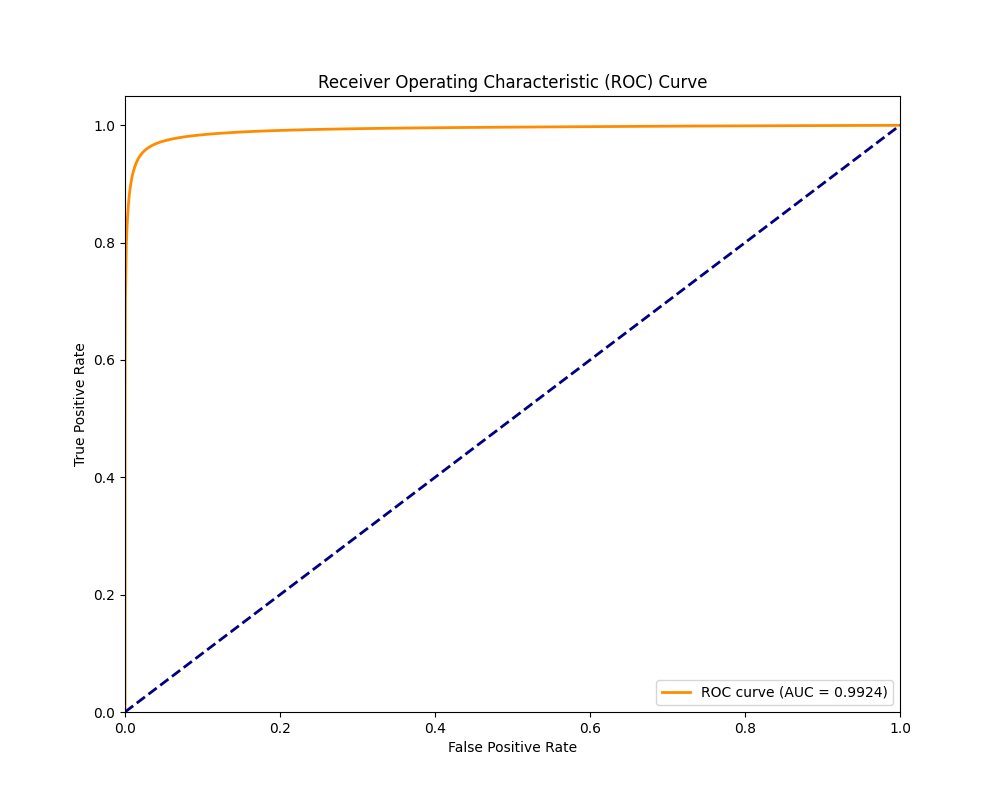 Receiver Operating Characteristic (ROC) Curve
1.0
0.8
0.6
0.4
0.2
0.0
True Positive Rate
ROC curve (AUC = 0.9924)
0.0 0.2 0.4 0.6 0.8 1.0
False Positive Rate